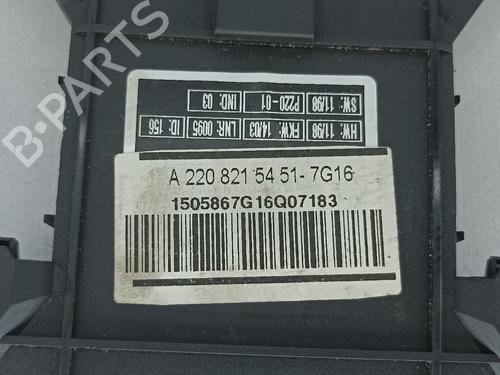 A 220 821 54 51- 7G16
1505867G16Q07183
HW: 11/98 FKW: 14/03 LNR: 0095 ID: 156
SW: 11/98 P220-01 IND: 03
B-PARTS